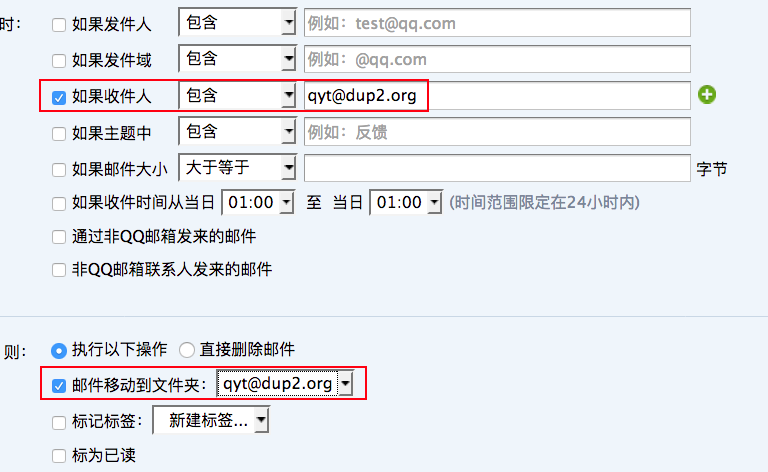 时： 如果发件人 包含 例如：test@qq.com
如果发件域 包含 例如：@qq.com
如果收件人 包含 qyt@dup2.org
如果主题中 包含 例如：反馈
如果邮件大小 大于等于 字节
如果收件时间从当日 01:00 至 当日 01:00 (时间范围限定在24小时内)
通过非QQ邮箱发来的邮件
非QQ邮箱联系人发来的邮件
则： 执行以下操作 直接删除邮件
邮件移动到文件夹： qyt@dup2.org
标记标签： 新建标签...
标为已读